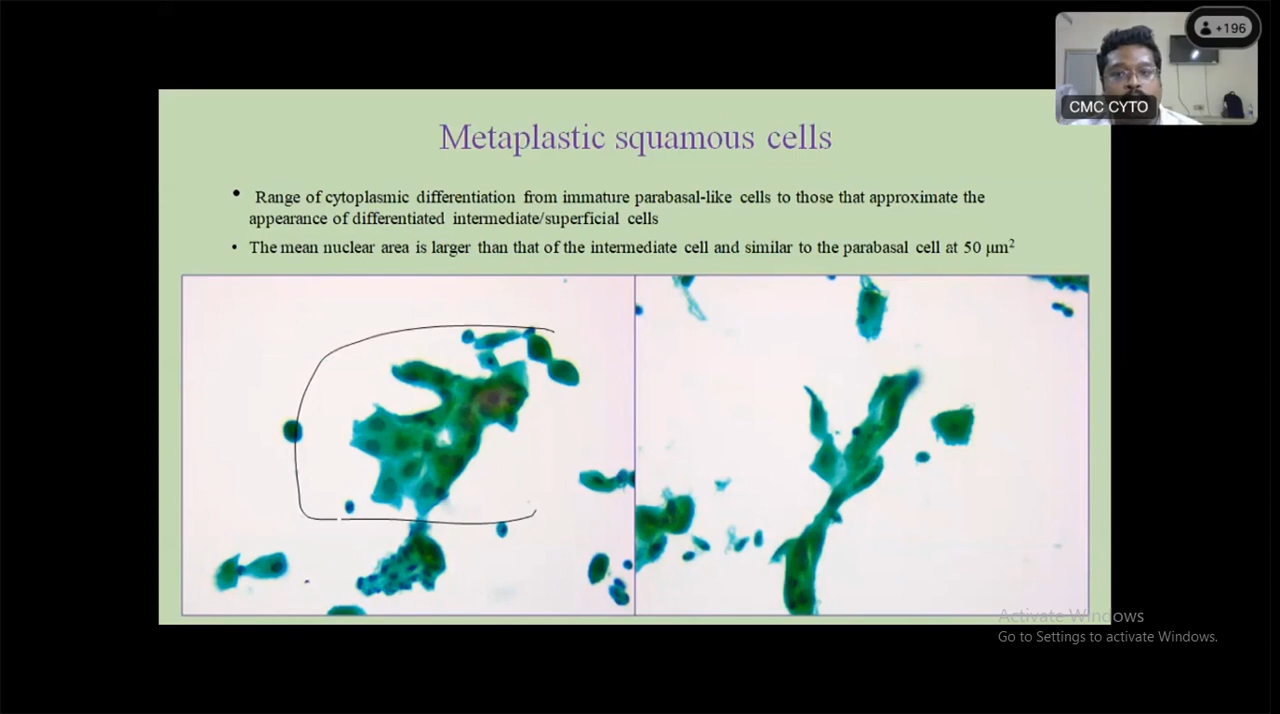 +196
CMC CYTO
Metaplastic squamous cells
• Range of cytoplasmic differentiation from immature parabasal-like cells to those that approximate the
appearance of differentiated intermediate/superficial cells
• The mean nuclear area is larger than that of the intermediate cell and similar to the parabasal cell at 50 μm²
Activate Windows
Go to Settings to activate Windows.